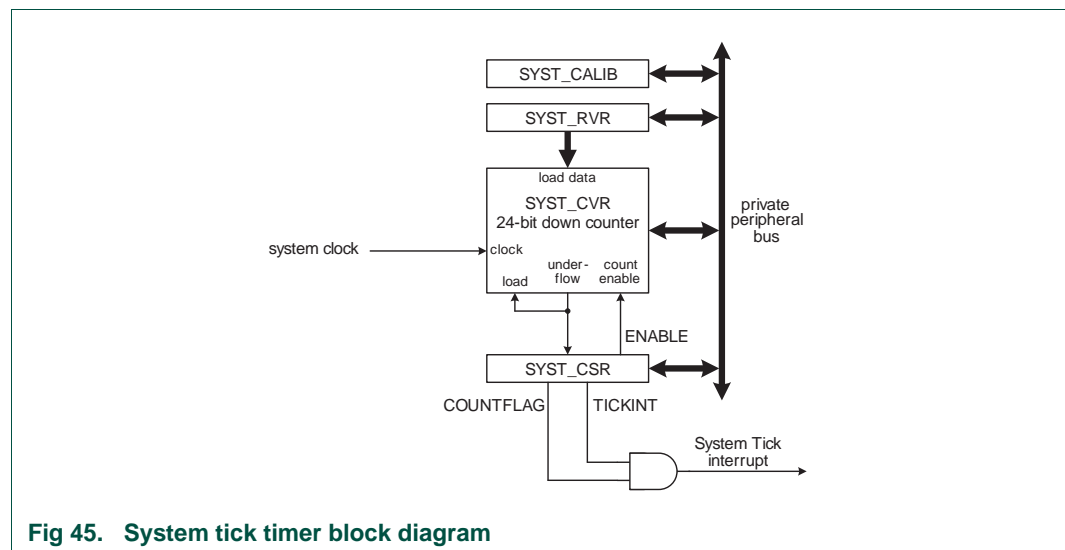 SYST_CALIB
SYST_RVR
load data
SYST_CVR
24-bit down counter
private
peripheral
bus
system clock
clock
load
under-
flow
count
enable
ENABLE
SYST_CSR
COUNTFLAG
TICKINT
System Tick
interrupt
Fig 45. System tick timer block diagram